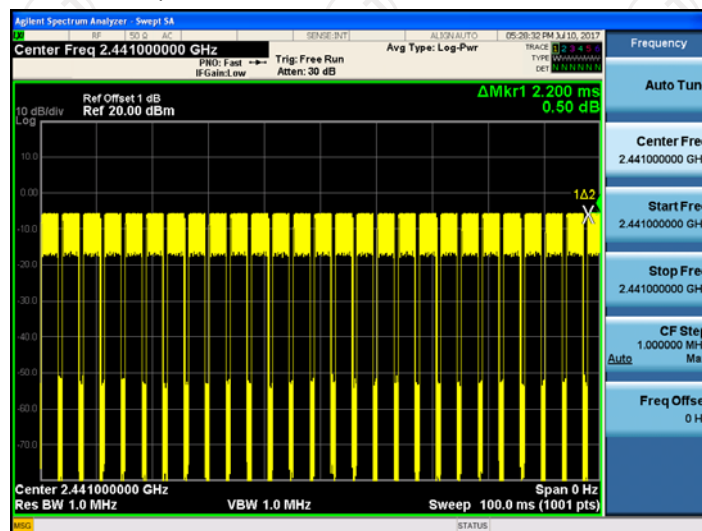 Agilent Spectrum Analyzer - Swept SA
RF 50 Ω AC SENSE:INT ALIGN AUTO 05:28:32 PM Jul 10, 2017
Center Freq 2.441000000 GHz
PNO: Fast
IFGain:Low
Trig: Free Run
Atten: 30 dB
Avg Type: Log-Pwr
TRACE 1 2 3 4 5 6
TYPE WWWWWW
DET N N N N N N
Frequency
ΔMkr1 2.200 ms
0.50 dB
Ref Offset 1 dB
Ref 20.00 dBm
10 dB/div
Log
10.0
0.00
-10.0
-20.0
-30.0
-40.0
-50.0
-60.0
-70.0
1Δ2
X
Center 2.441000000 GHz
Span 0 Hz
Res BW 1.0 MHz
VBW 1.0 MHz
Sweep 100.0 ms (1001 pts)
MSG
STATUS
Auto Tun
Center Fre
2.441000000 GH
Start Fre
2.441000000 GH
Stop Fre
2.441000000 GH
CF Step
1.000000 MH
Auto Ma
Freq Offse
0 H